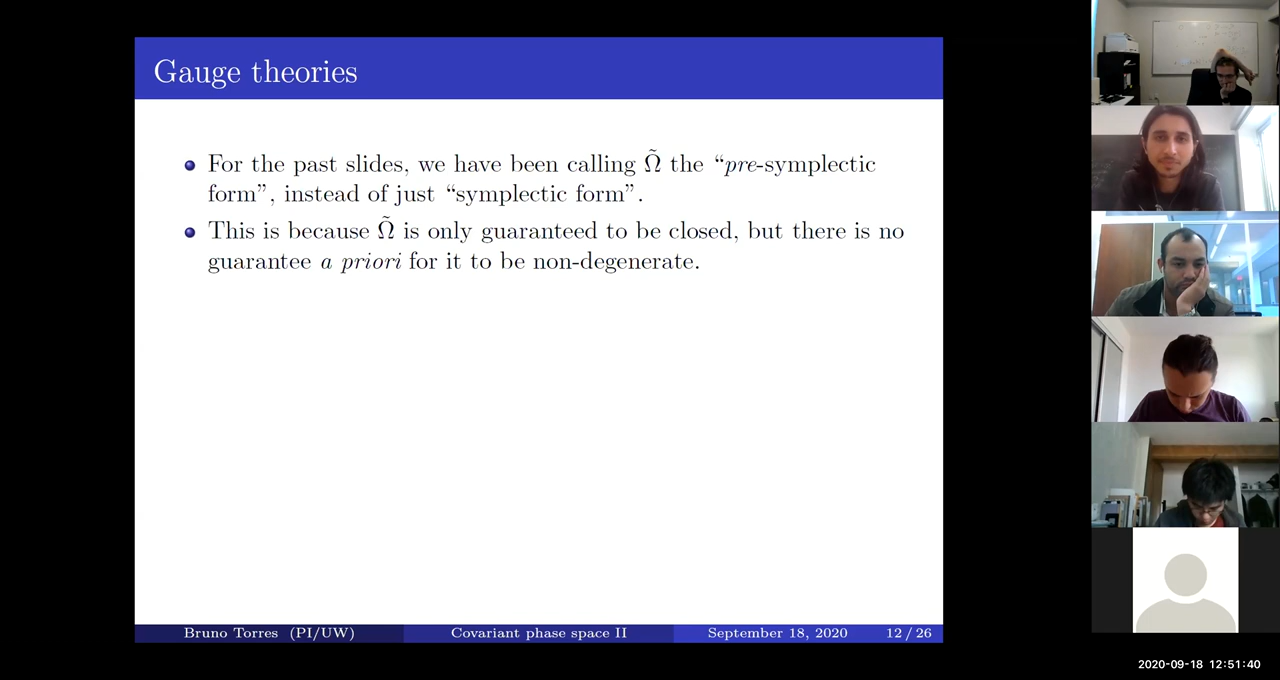 Gauge theories
For the past slides, we have been calling Ω̃ the “pre-symplectic
form”, instead of just “symplectic form”.
This is because Ω̃ is only guaranteed to be closed, but there is no
guarantee a priori for it to be non-degenerate.
Bruno Torres (PI/UW) Covariant phase space II September 18, 2020 12 / 26
2020-09-18 12:51:40